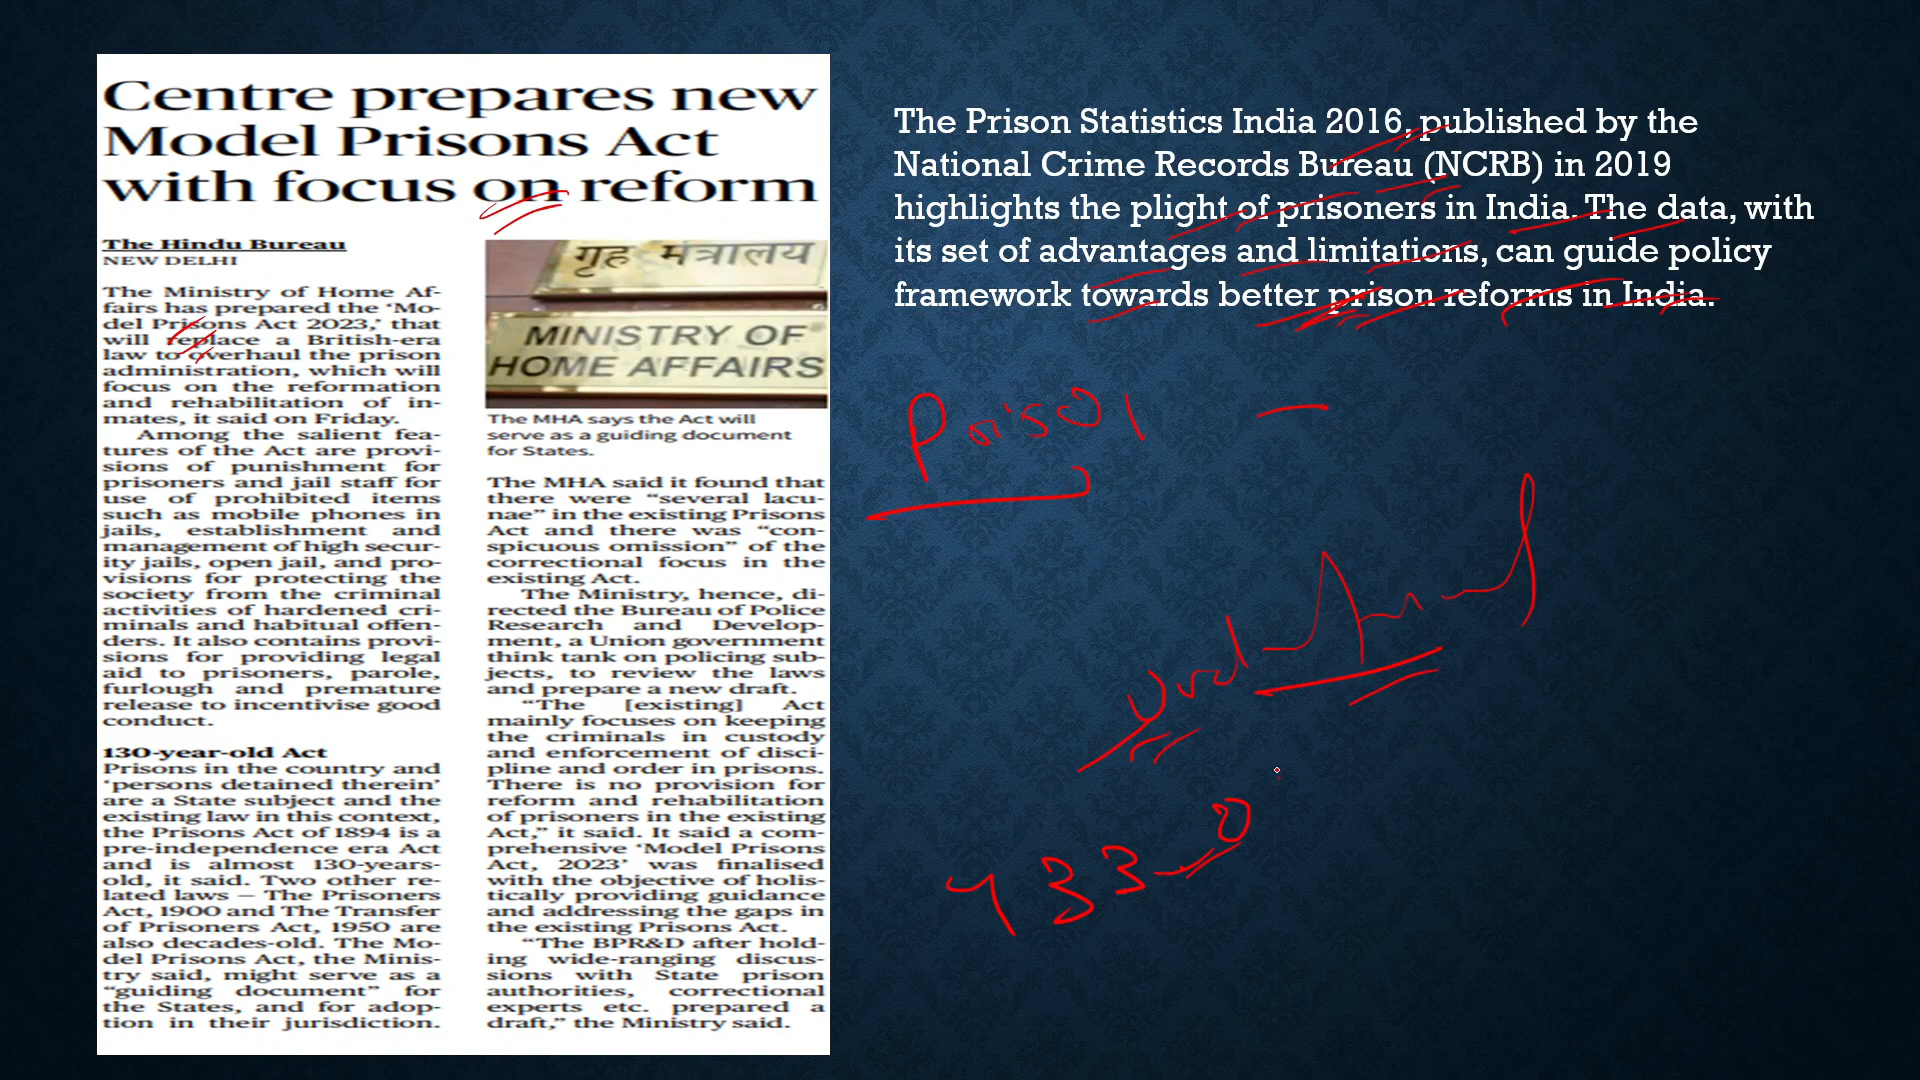 Centre prepares new
Model Prisons Act
with focus on reform
The Hindu Bureau
NEW DELHI
The Ministry of Home Af-
fairs has prepared the ‘Mo-
del Prisons Act 2023,’ that
will replace a British-era
law to overhaul the prison
administration, which will
focus on the reformation
and rehabilitation of in-
mates, it said on Friday.
Among the salient fea-
tures of the Act are provi-
sions of punishment for
prisoners and jail staff for
use of prohibited items
such as mobile phones in
jails, establishment and
management of high secur-
ity jails, open jail, and pro-
visions for protecting the
society from the criminal
activities of hardened cri-
minals and habitual offen-
ders. It also contains provi-
sions for providing legal
aid to prisoners, parole,
furlough and premature
release to incentivise good
conduct.
130-year-old Act
Prisons in the country and
‘persons detained therein’
are a State subject and the
existing law in this context,
the Prisons Act of 1894 is a
pre-independence era Act
and is almost 130-years-
old, it said. Two other re-
lated laws — The Prisoners
Act, 1900 and The Transfer
of Prisoners Act, 1950 are
also decades-old. The Mo-
del Prisons Act, the Minis-
try said, might serve as a
“guiding document” for
the States, and for adop-
tion in their jurisdiction.
गृह मंत्रालय
MINISTRY OF
HOME AFFAIRS
The MHA says the Act will
serve as a guiding document
for States.
The MHA said it found that
there were “several lacu-
nae” in the existing Prisons
Act and there was “con-
spicuous omission” of the
correctional focus in the
existing Act.
The Ministry, hence, di-
rected the Bureau of Police
Research and Develop-
ment, a Union government
think tank on policing sub-
jects, to review the laws
and prepare a new draft.
“The [existing] Act
mainly focuses on keeping
the criminals in custody
and enforcement of disci-
pline and order in prisons.
There is no provision for
reform and rehabilitation
of prisoners in the existing
Act,” it said. It said a com-
prehensive ‘Model Prisons
Act, 2023’ was finalised
with the objective of holis-
tically providing guidance
and addressing the gaps in
the existing Prisons Act.
“The BPR&D after hold-
ing wide-ranging discus-
sions with State prison
authorities, correctional
experts etc. prepared a
draft,” the Ministry said.
The Prison Statistics India 2016, published by the
National Crime Records Bureau (NCRB) in 2019
highlights the plight of prisoners in India. The data, with
its set of advantages and limitations, can guide policy
framework towards better prison reforms in India.